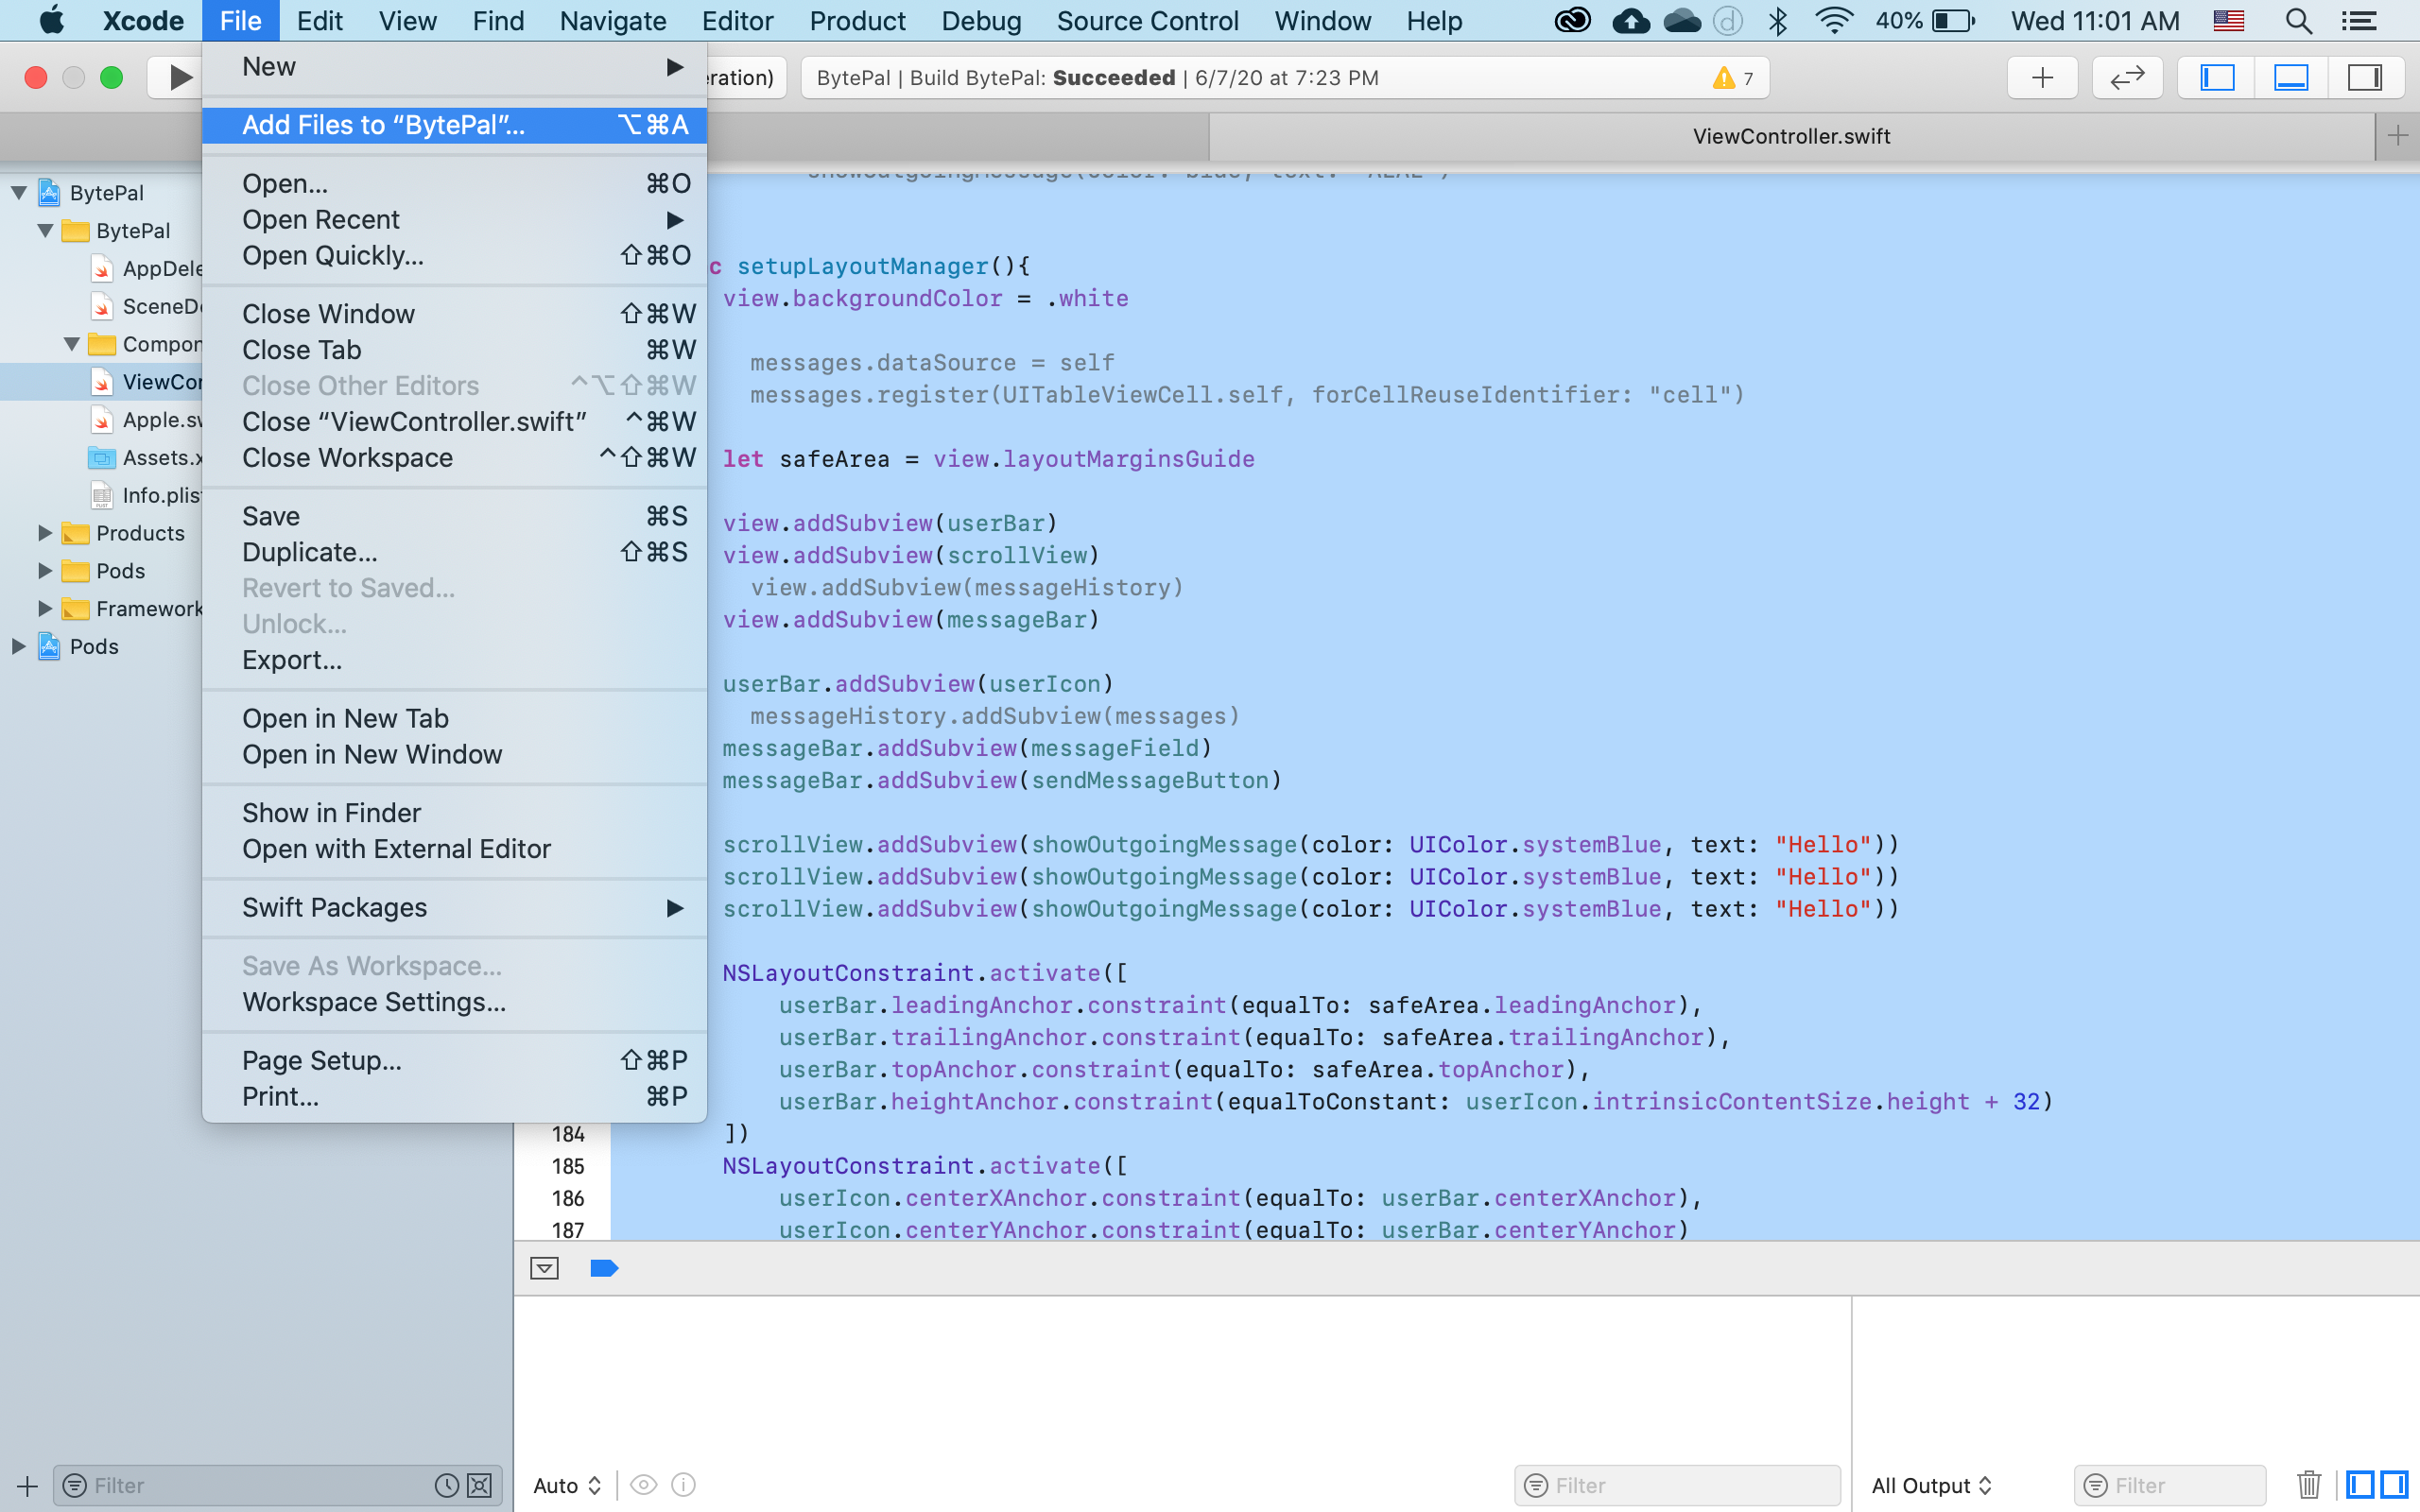 Xcode File Edit View Find Navigate Editor Product Debug Source Control Window Help 40% Wed 11:01 AM
eration) BytePal | Build BytePal: Succeeded | 6/7/20 at 7:23 PM 7
ViewController.swift
New
Add Files to “BytePal”... ⌥⌘A
Open... ⌘O
Open Recent
Open Quickly... ⇧⌘O
Close Window ⇧⌘W
Close Tab ⌘W
Close Other Editors ^⌥⇧⌘W
Close “ViewController.swift” ^⌘W
Close Workspace ^⇧⌘W
Save ⌘S
Duplicate... ⇧⌘S
Revert to Saved...
Unlock...
Export...
Open in New Tab
Open in New Window
Show in Finder
Open with External Editor
Swift Packages
Save As Workspace...
Workspace Settings...
Page Setup... ⇧⌘P
Print... ⌘P
BytePal
BytePal
AppDele
SceneD
Compon
ViewCon
Apple.sw
Assets.x
Info.plis
Products
Pods
Framework
Pods
c setupLayoutManager(){
view.backgroundColor = .white
messages.dataSource = self
messages.register(UITableViewCell.self, forCellReuseIdentifier: "cell")
let safeArea = view.layoutMarginsGuide
view.addSubview(userBar)
view.addSubview(scrollView)
view.addSubview(messageHistory)
view.addSubview(messageBar)
userBar.addSubview(userIcon)
messageHistory.addSubview(messages)
messageBar.addSubview(messageField)
messageBar.addSubview(sendMessageButton)
scrollView.addSubview(showOutgoingMessage(color: UIColor.systemBlue, text: "Hello"))
scrollView.addSubview(showOutgoingMessage(color: UIColor.systemBlue, text: "Hello"))
scrollView.addSubview(showOutgoingMessage(color: UIColor.systemBlue, text: "Hello"))
NSLayoutConstraint.activate([
userBar.leadingAnchor.constraint(equalTo: safeArea.leadingAnchor),
userBar.trailingAnchor.constraint(equalTo: safeArea.trailingAnchor),
userBar.topAnchor.constraint(equalTo: safeArea.topAnchor),
userBar.heightAnchor.constraint(equalToConstant: userIcon.intrinsicContentSize.height + 32)
184 ])
185 NSLayoutConstraint.activate([
186 userIcon.centerXAnchor.constraint(equalTo: userBar.centerXAnchor),
187 userIcon.centerYAnchor.constraint(equalTo: userBar.centerYAnchor)
Filter Auto Filter All Output Filter